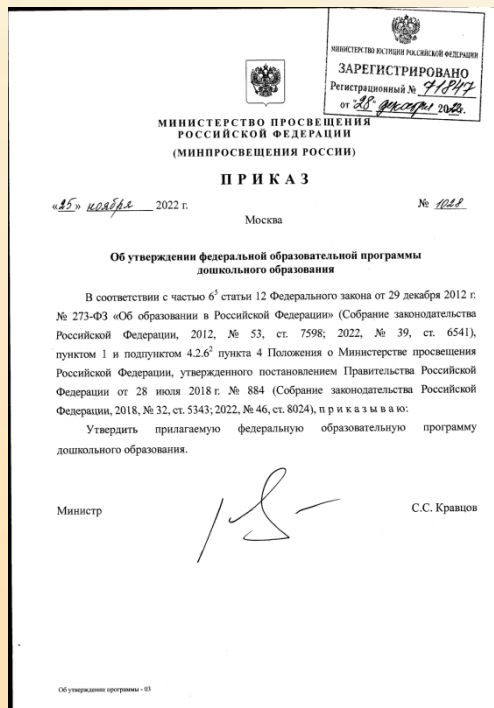 МИНИСТЕРСТВО ЮСТИЦИИ РОССИЙСКОЙ ФЕДЕРАЦИИ
ЗАРЕГИСТРИРОВАНО
Регистрационный № 71847
от "28" декабря 2022г.
МИНИСТЕРСТВО ПРОСВЕЩЕНИЯ
РОССИЙСКОЙ ФЕДЕРАЦИИ
(МИНПРОСВЕЩЕНИЯ РОССИИ)
ПРИКАЗ
«25» ноября 2022 г.
№ 1028
Москва
Об утверждении федеральной образовательной программы
дошкольного образования
В соответствии с частью 6⁵ статьи 12 Федерального закона от 29 декабря 2012 г.
№ 273-ФЗ «Об образовании в Российской Федерации» (Собрание законодательства
Российской Федерации, 2012, № 53, ст. 7598; 2022, № 39, ст. 6541),
пунктом 1 и подпунктом 4.2.6² пункта 4 Положения о Министерстве просвещения
Российской Федерации, утвержденного постановлением Правительства Российской
Федерации от 28 июля 2018 г. № 884 (Собрание законодательства Российской
Федерации, 2018, № 32, ст. 5343; 2022, № 46, ст. 8024), п р и к а з ы в а ю:
Утвердить прилагаемую федеральную образовательную программу
дошкольного образования.
Министр
С.С. Кравцов
Об утверждении программы - 03